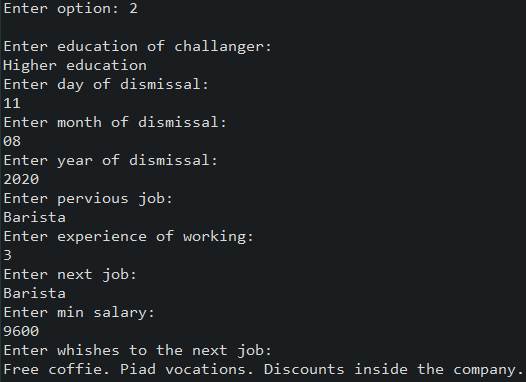 Enter option: 2
Enter education of challanger:
Higher education
Enter day of dismissal:
11
Enter month of dismissal:
08
Enter year of dismissal:
2020
Enter pervious job:
Barista
Enter experience of working:
3
Enter next job:
Barista
Enter min salary:
9600
Enter whishes to the next job:
Free coffie. Piad vocations. Discounts inside the company.